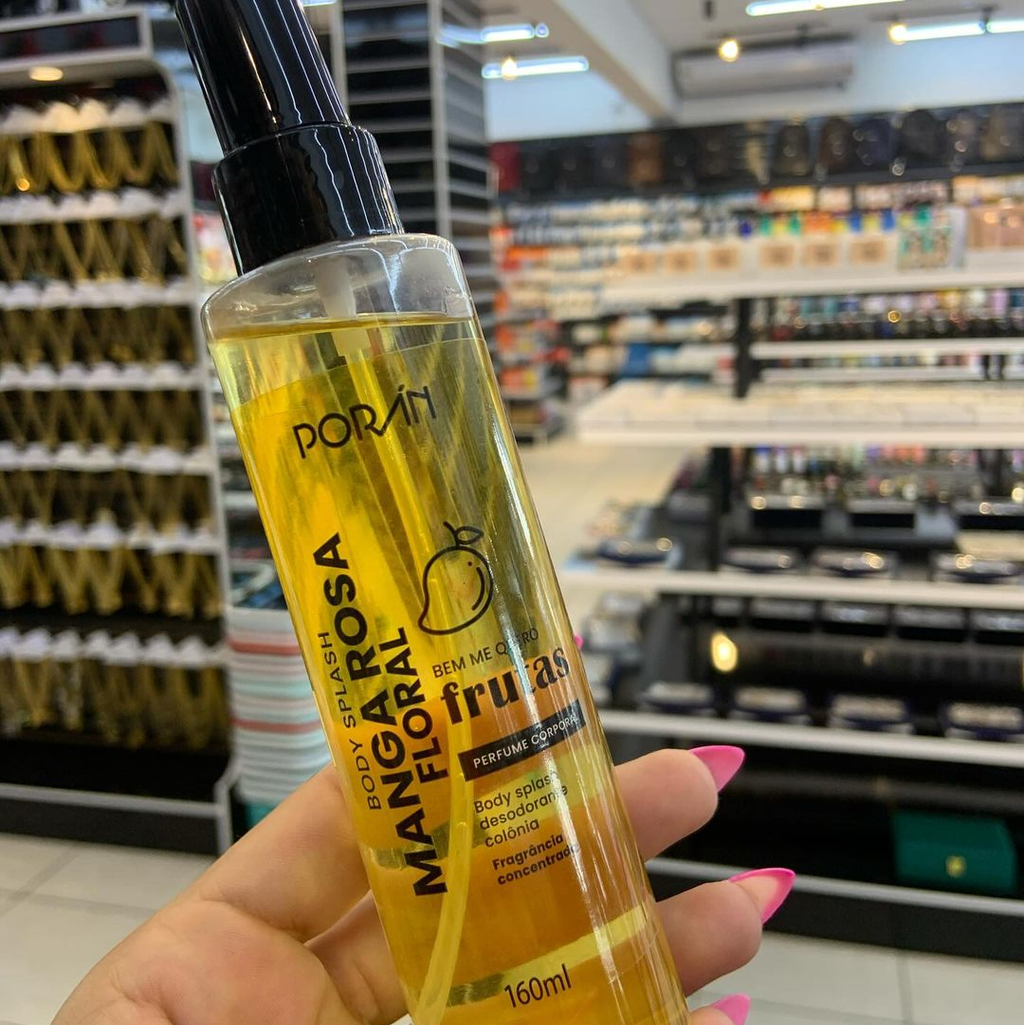 PORÁN
BODY SPLASH
MANGA ROSA
FLORAL
BEM ME QUERO
frutas
PERFUME CORPORAL
Body splash
desodorante
colônia
Fragrância
concentrada
160ml